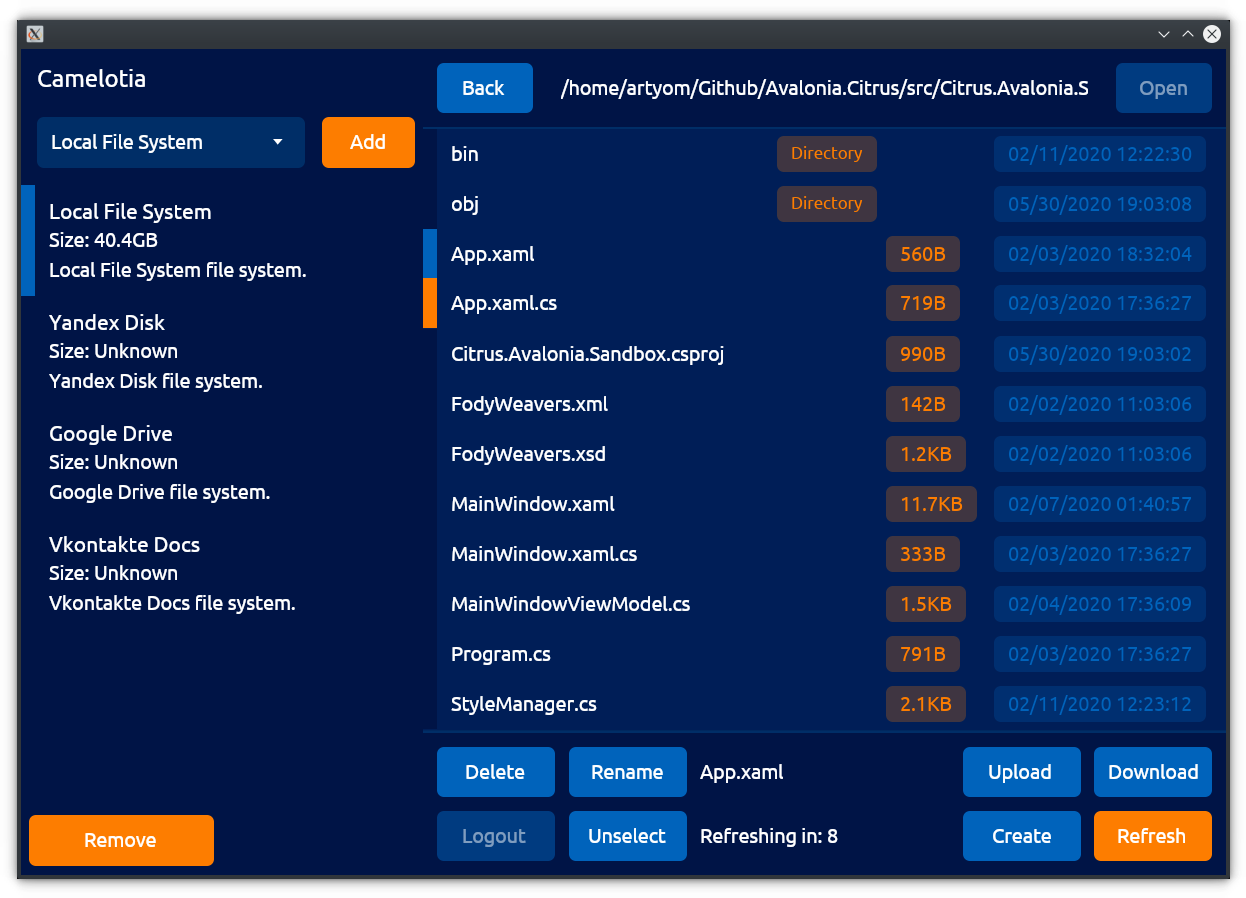 Camelotia
Local File System
Add
Local File System
Size: 40.4GB
Local File System file system.
Yandex Disk
Size: Unknown
Yandex Disk file system.
Google Drive
Size: Unknown
Google Drive file system.
Vkontakte Docs
Size: Unknown
Vkontakte Docs file system.
Remove
Back /home/artyom/Github/Avalonia.Citrus/src/Citrus.Avalonia.S Open
bin Directory 02/11/2020 12:22:30
obj Directory 05/30/2020 19:03:08
App.xaml 560B 02/03/2020 18:32:04
App.xaml.cs 719B 02/03/2020 17:36:27
Citrus.Avalonia.Sandbox.csproj 990B 05/30/2020 19:03:02
FodyWeavers.xml 142B 02/02/2020 11:03:06
FodyWeavers.xsd 1.2KB 02/02/2020 11:03:06
MainWindow.xaml 11.7KB 02/07/2020 01:40:57
MainWindow.xaml.cs 333B 02/03/2020 17:36:27
MainWindowViewModel.cs 1.5KB 02/04/2020 17:36:09
Program.cs 791B 02/03/2020 17:36:27
StyleManager.cs 2.1KB 02/11/2020 12:23:12
Delete Rename App.xaml Upload Download
Logout Unselect Refreshing in: 8 Create Refresh